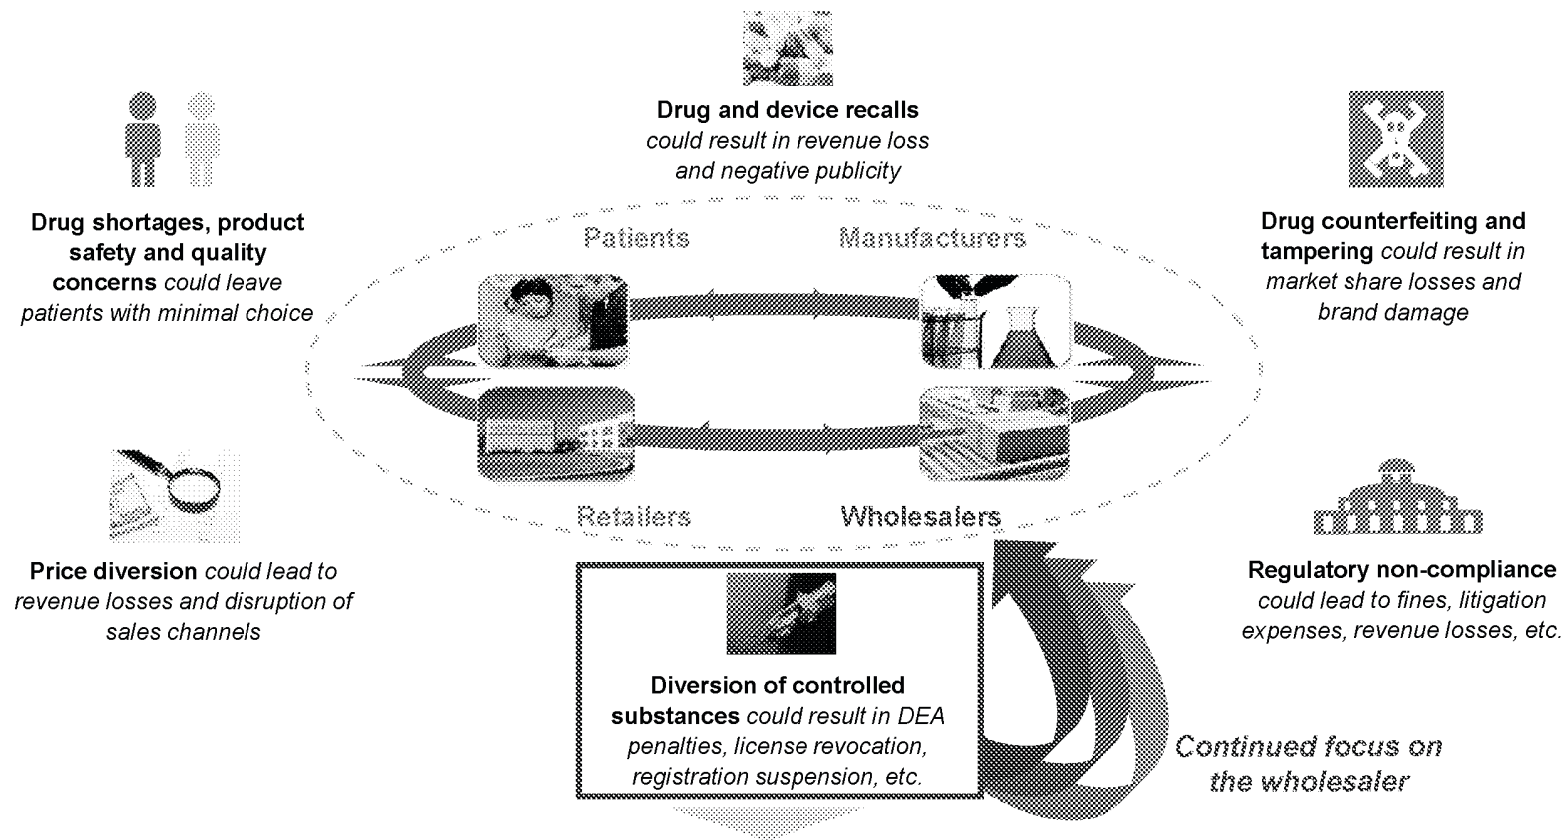 Drug and device recalls
could result in revenue loss
and negative publicity
Drug shortages, product
safety and quality
concerns could leave
patients with minimal choice
Drug counterfeiting and
tampering could result in
market share losses and
brand damage
Patients
Manufacturers
Retailers
Wholesalers
Price diversion could lead to
revenue losses and disruption of
sales channels
Regulatory non-compliance
could lead to fines, litigation
expenses, revenue losses, etc.
Diversion of controlled
substances could result in DEA
penalties, license revocation,
registration suspension, etc.
Continued focus on
the wholesaler